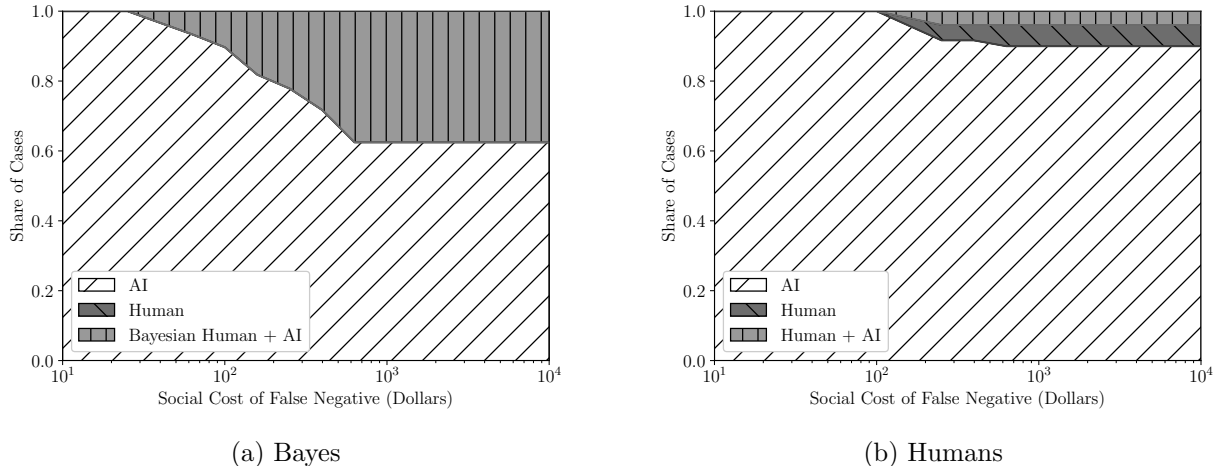 1.0
0.8
0.6
0.4
0.2
0.0
Share of Cases
AI
Human
Bayesian Human + AI
10^1
10^2
10^3
10^4
Social Cost of False Negative (Dollars)
(a) Bayes
1.0
0.8
0.6
0.4
0.2
0.0
Share of Cases
AI
Human
Human + AI
10^1
10^2
10^3
10^4
Social Cost of False Negative (Dollars)
(b) Humans